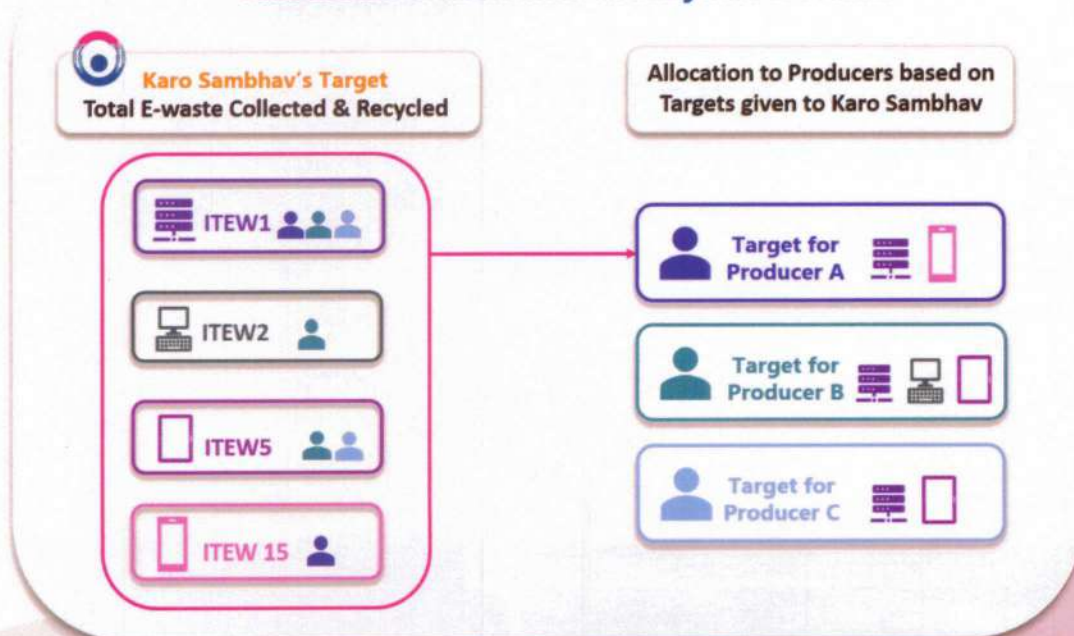 Karo Sambhav's Target
Total E-waste Collected & Recycled
ITEW1
ITEW2
ITEW5
ITEW 15
Allocation to Producers based on
Targets given to Karo Sambhav
Target for
Producer A
Target for
Producer B
Target for
Producer C